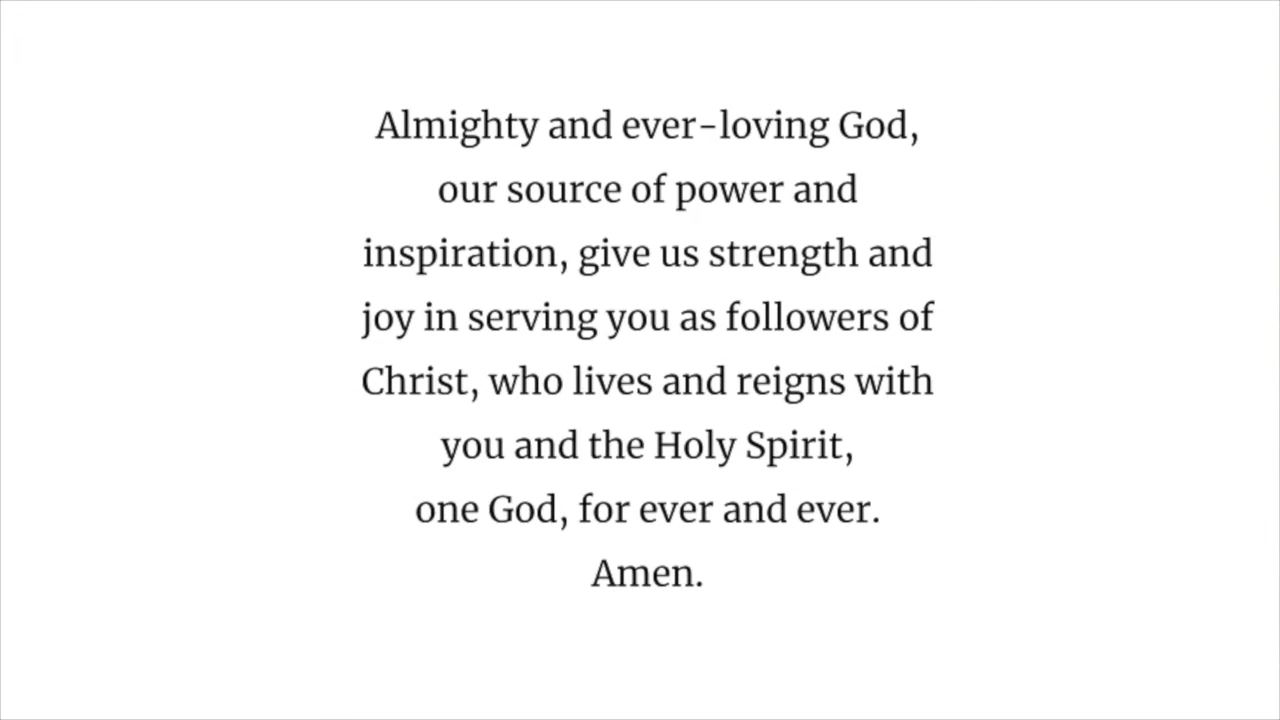 Almighty and ever-loving God,
our source of power and
inspiration, give us strength and
joy in serving you as followers of
Christ, who lives and reigns with
you and the Holy Spirit,
one God, for ever and ever.
Amen.